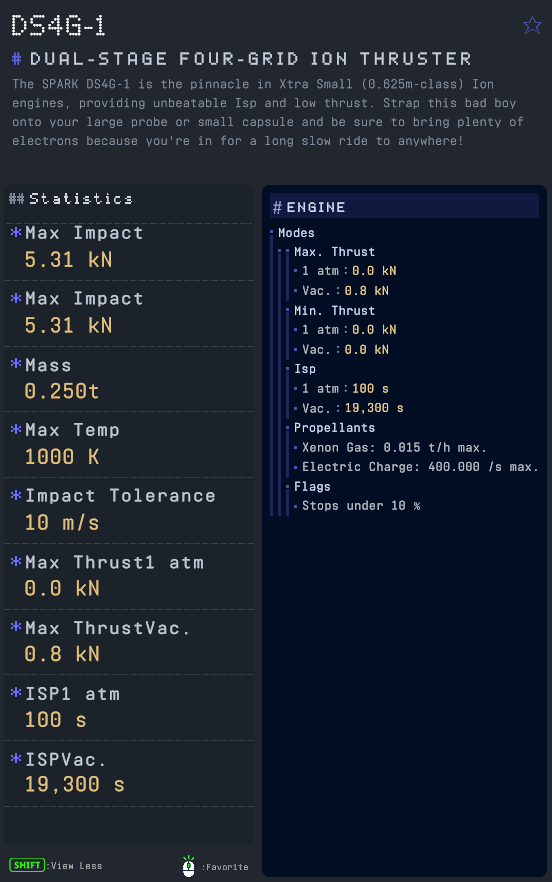 DS4G-1
# DUAL-STAGE FOUR-GRID ION THRUSTER
The SPARK DS4G-1 is the pinnacle in Xtra Small (0.625m-class) Ion
engines, providing unbeatable Isp and low thrust. Strap this bad boy
onto your large probe or small capsule and be sure to bring plenty of
electrons because you're in for a long slow ride to anywhere!
## Statistics
*Max Impact
5.31 kN
*Max Impact
5.31 kN
*Mass
0.250t
*Max Temp
1000 K
*Impact Tolerance
10 m/s
*Max Thrust1 atm
0.0 kN
*Max ThrustVac.
0.8 kN
*ISP1 atm
100 s
*ISPVac.
19,300 s
SHIFT:View Less
:Favorite
# ENGINE
Modes
Max. Thrust
1 atm:0.0 kN
Vac.:0.8 kN
Min. Thrust
1 atm:0.0 kN
Vac.:0.0 kN
Isp
1 atm:100 s
Vac.:19,300 s
Propellants
Xenon Gas: 0.015 t/h max.
Electric Charge: 400.000 /s max.
Flags
Stops under 10 %